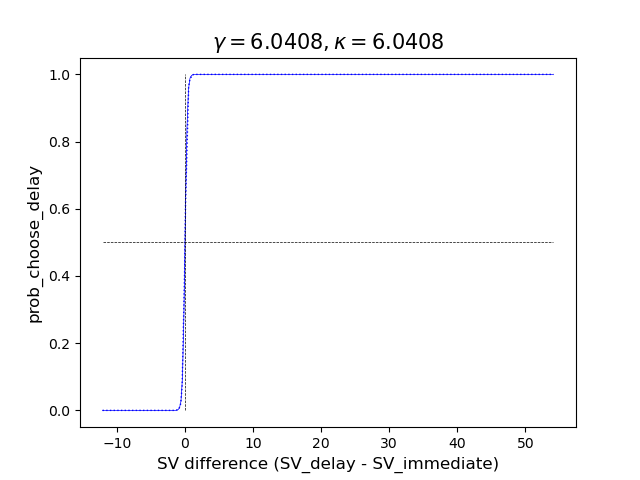 γ = 6.0408, κ = 6.0408
prob_choose_delay
1.0
0.8
0.6
0.4
0.2
0.0
−10 0 10 20 30 40 50
SV difference (SV_delay - SV_immediate)